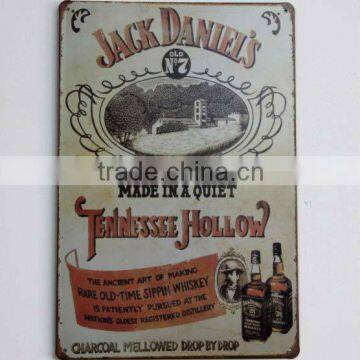 JACK DANIEL'S
OLD
No 7
trade.china.cn
MADE IN A QUIET
TENNESSEE HOLLOW
THE ANCIENT ART OF MAKING
RARE OLD-TIME SIPPIN' WHISKEY
IS PATIENTLY PURSUED AT THE
NATION'S OLDEST REGISTERED DISTILLERY
CHARCOAL MELLOWED DROP BY DROP